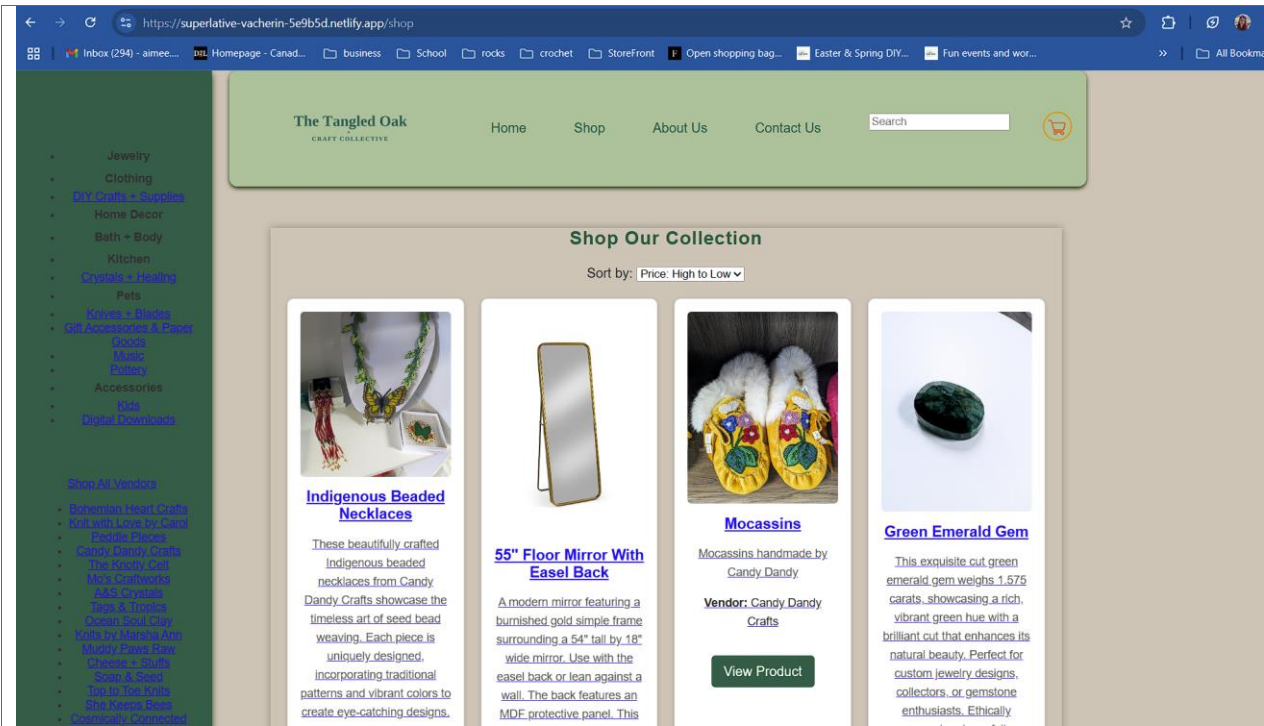 https://superlative-vacherin-5e9b5d.netlify.app/shop
Inbox (294) - aimee....
D2L
Homepage - Canad...
business
School
rocks
crochet
StoreFront
F
Open shopping bag...
Easter & Spring DIY...
Fun events and wor...
»
All Bookma
The Tangled Oak
CRAFT COLLECTIVE
Home
Shop
About Us
Contact Us
Search
Jewelry
Clothing
DIY Crafts + Supplies
Home Decor
Bath + Body
Kitchen
Crystals + Healing
Pets
Knives + Blades
Gift Accessories & Paper
Goods
Music
Pottery
Accessories
Kids
Digital Downloads
Shop All Vendors
Bohemian Heart Crafts
Knit with Love by Carol
Peddle Pieces
Candy Dandy Crafts
The Knotty Celt
Mo's Craftworks
A&S Crystals
Tags & Tropics
Ocean Soul Clay
Knits by Marsha Ann
Muddy Paws Raw
Cheese + Stuffs
Soap & Seed
Top to Toe Knits
She Keeps Bees
Cosmically Connected
Shop Our Collection
Sort by: Price: High to Low
Indigenous Beaded
Necklaces
These beautifully crafted
Indigenous beaded
necklaces from Candy
Dandy Crafts showcase the
timeless art of seed bead
weaving. Each piece is
uniquely designed,
incorporating traditional
patterns and vibrant colors to
create eye-catching designs.
55" Floor Mirror With
Easel Back
A modern mirror featuring a
burnished gold simple frame
surrounding a 54" tall by 18"
wide mirror. Use with the
easel back or lean against a
wall. The back features an
MDF protective panel. This
Mocassins
Mocassins handmade by
Candy Dandy
Vendor: Candy Dandy
Crafts
View Product
Green Emerald Gem
This exquisite cut green
emerald gem weighs 1.575
carats, showcasing a rich,
vibrant green hue with a
brilliant cut that enhances its
natural beauty. Perfect for
custom jewelry designs,
collectors, or gemstone
enthusiasts. Ethically